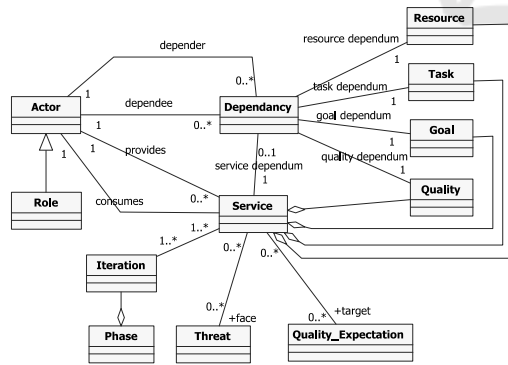 Resource
depender
resource dependum
1
Task
0..*
task dependum
1
1
Actor
dependee
Dependancy
goal dependum
Goal
0..*
1
1
1
provides
0..1
service dependum
quality dependum
1
1
Quality
Role
consumes
0..*
Service
1..*
1..*
0..*
0..*
Iteration
0..*
+face
+target
0..*
Phase
Threat
Quality_Expectation